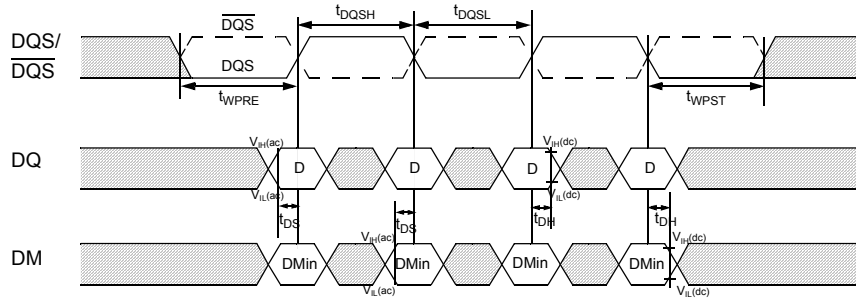 DQS/
DQS
DQS
DQS
tDQSH
tDQSL
tWPRE
tWPST
DQ
VIH(ac)
VIL(ac)
D
D
D
D
VIH(dc)
VIL(dc)
tDS
tDS
tDH
tDH
DM
VIH(ac)
VIL(ac)
DMin
DMin
DMin
DMin
VIH(dc)
VIL(dc)